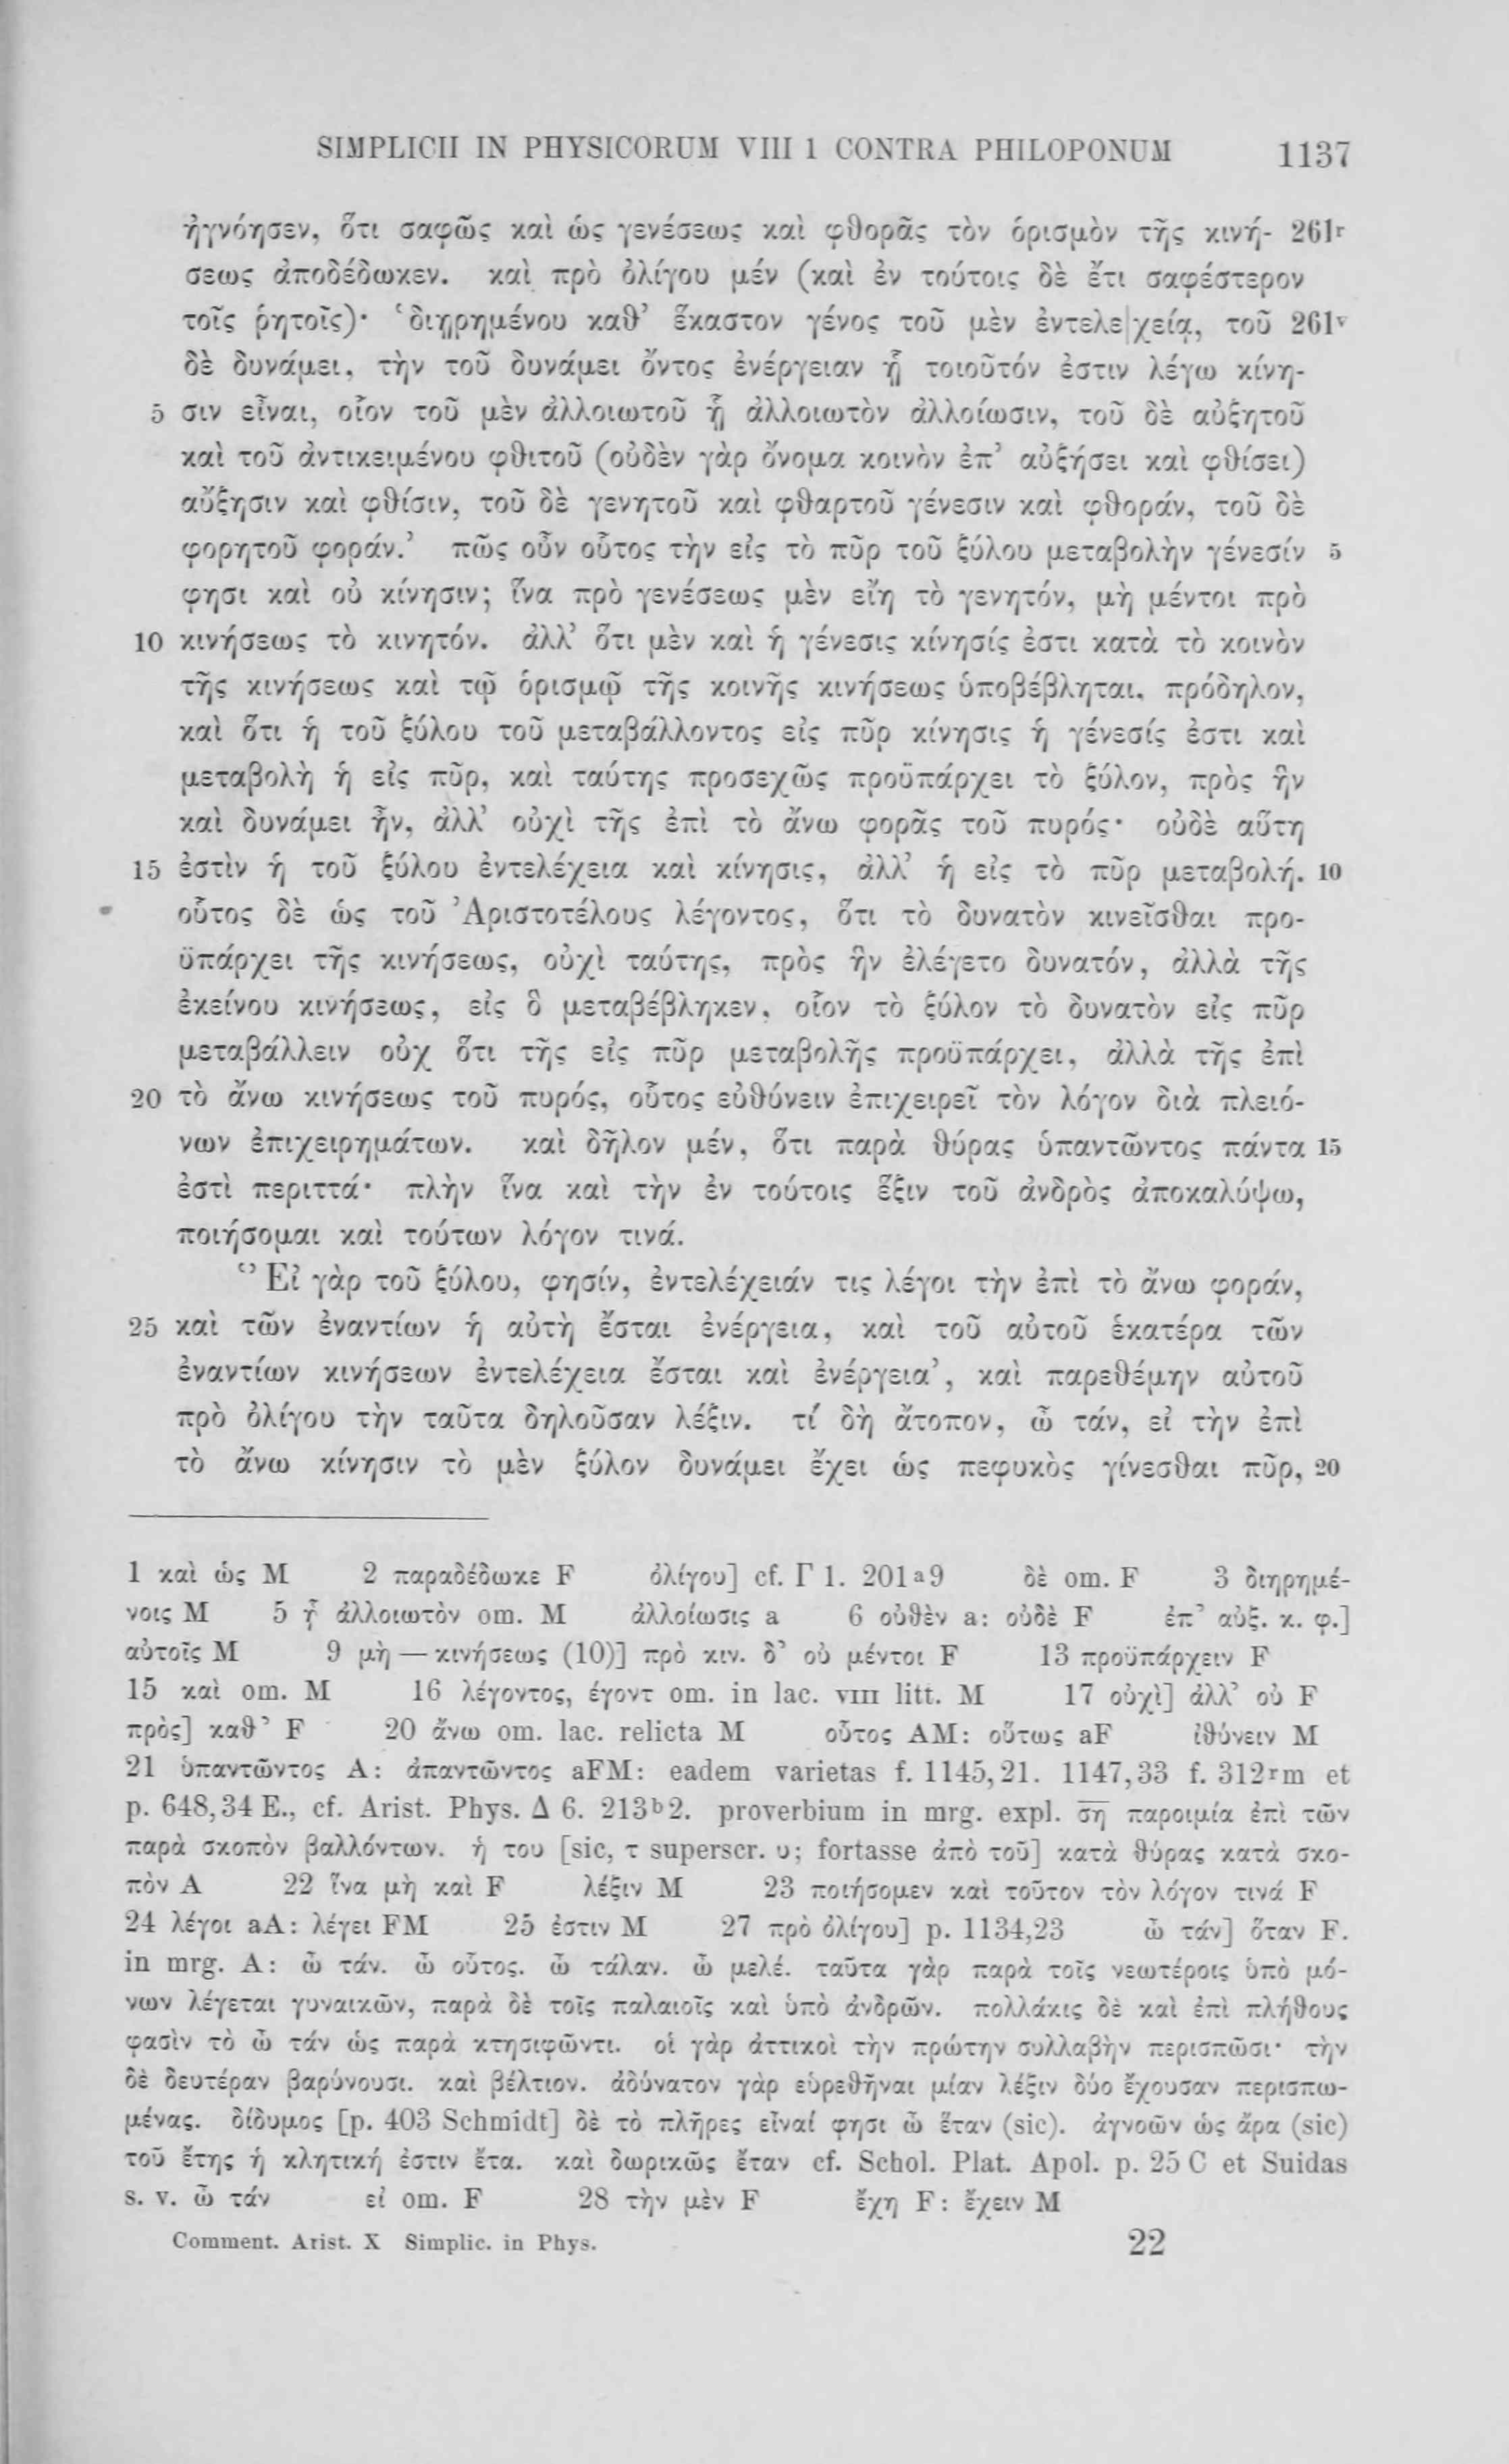 SIMPLICII IN PHYSICORUM VIII 1 CONTRA PHILOPONUM 1137
ἠγνόησεν, ὅτι σαφῶς καὶ ὡς γενέσεως καὶ φθορᾶς τὸν ὁρισμὸν τῆς κινή- 261r
σεως ἀποδέδωκεν. καὶ πρὸ ὀλίγου μέν (καὶ ἐν τούτοις δὲ ἔτι σαφέστερον
τοῖς ῥητοῖς)· ‘διῃρημένου καθ’ ἕκαστον γένος τοῦ μὲν ἐντελε|χείᾳ, τοῦ 261v
δὲ δυνάμει, τὴν τοῦ δυνάμει ὄντος ἐνέργειαν ᾗ τοιοῦτόν ἐστιν λέγω κίνη-
5 σιν εἶναι, οἷον τοῦ μὲν ἀλλοιωτοῦ ᾗ ἀλλοιωτὸν ἀλλοίωσιν, τοῦ δὲ αὐξητοῦ
καὶ τοῦ ἀντικειμένου φθιτοῦ (οὐδὲν γὰρ ὄνομα κοινὸν ἐπ’ αὐξήσει καὶ φθίσει)
αὔξησιν καὶ φθίσιν, τοῦ δὲ γενητοῦ καὶ φθαρτοῦ γένεσιν καὶ φθοράν, τοῦ δὲ
φορητοῦ φοράν.’ πῶς οὖν οὗτος τὴν εἰς τὸ πῦρ τοῦ ξύλου μεταβολὴν γένεσίν 5
φησι καὶ οὐ κίνησιν; ἵνα πρὸ γενέσεως μὲν εἴη τὸ γενητόν, μὴ μέντοι πρὸ
10 κινήσεως τὸ κινητόν. ἀλλ’ ὅτι μὲν καὶ ἡ γένεσις κίνησίς ἐστι κατὰ τὸ κοινὸν
τῆς κινήσεως καὶ τῷ ὁρισμῷ τῆς κοινῆς κινήσεως ὑποβέβληται, πρόδηλον,
καὶ ὅτι ἡ τοῦ ξύλου τοῦ μεταβάλλοντος εἰς πῦρ κίνησις ἡ γένεσίς ἐστι καὶ
μεταβολὴ ἡ εἰς πῦρ, καὶ ταύτης προσεχῶς προϋπάρχει τὸ ξύλον, πρὸς ἣν
καὶ δυνάμει ἦν, ἀλλ’ οὐχὶ τῆς ἐπὶ τὸ ἄνω φορᾶς τοῦ πυρός· οὐδὲ αὕτη
15 ἐστὶν ἡ τοῦ ξύλου ἐντελέχεια καὶ κίνησις, ἀλλ’ ἡ εἰς τὸ πῦρ μεταβολή. 10
οὗτος δὲ ὡς τοῦ Ἀριστοτέλους λέγοντος, ὅτι τὸ δυνατὸν κινεῖσθαι προ-
ϋπάρχει τῆς κινήσεως, οὐχὶ ταύτης, πρὸς ἣν ἐλέγετο δυνατόν, ἀλλὰ τῆς
ἐκείνου κινήσεως, εἰς ὃ μεταβέβληκεν, οἷον τὸ ξύλον τὸ δυνατὸν εἰς πῦρ
μεταβάλλειν οὐχ ὅτι τῆς εἰς πῦρ μεταβολῆς προϋπάρχει, ἀλλὰ τῆς ἐπὶ
20 τὸ ἄνω κινήσεως τοῦ πυρός, οὗτος εὐθύνειν ἐπιχειρεῖ τὸν λόγον διὰ πλειό-
νων ἐπιχειρημάτων. καὶ δῆλον μέν, ὅτι παρὰ θύρας ὑπαντῶντος πάντα 15
ἐστὶ περιττά· πλὴν ἵνα καὶ τὴν ἐν τούτοις ἕξιν τοῦ ἀνδρὸς ἀποκαλύψω,
ποιήσομαι καὶ τούτων λόγον τινά.
‘’Εἰ γὰρ τοῦ ξύλου, φησίν, ἐντελέχειάν τις λέγοι τὴν ἐπὶ τὸ ἄνω φοράν,
25 καὶ τῶν ἐναντίων ἡ αὐτὴ ἔσται ἐνέργεια, καὶ τοῦ αὐτοῦ ἑκατέρα τῶν
ἐναντίων κινήσεων ἐντελέχεια ἔσται καὶ ἐνέργεια’, καὶ παρεθέμην αὐτοῦ
πρὸ ὀλίγου τὴν ταῦτα δηλοῦσαν λέξιν. τί δὴ ἄτοπον, ὦ τάν, εἰ τὴν ἐπὶ
τὸ ἄνω κίνησιν τὸ μὲν ξύλον δυνάμει ἔχει ὡς πεφυκὸς γίνεσθαι πῦρ, 20
1 καὶ ὡς M 2 παραδέδωκε F ὀλίγου] cf. Γ 1. 201a9 δὲ om. F 3 διηρημέ-
νοις M 5 ᾗ ἀλλοιωτὸν om. M ἀλλοίωσις a 6 οὐθὲν a: οὐδὲ F ἐπ’ αὐξ. κ. φ.]
αὐτοῖς M 9 μὴ — κινήσεως (10)] πρὸ κιν. δ’ οὐ μέντοι F 13 προϋπάρχειν F
15 καὶ om. M 16 λέγοντος, έγοντ om. in lac. VIII litt. M 17 οὐχὶ] ἀλλ’ οὐ F
πρὸς] καθ’ F 20 ἄνω om. lac. relicta M οὗτος AM: οὕτως aF ἰθύνειν M
21 ὑπαντῶντος A: ἀπαντῶντος aFM: eadem varietas f. 1145,21. 1147,33 f. 312rm et
p. 648,34 E., cf. Arist. Phys. Δ 6. 213b2. proverbium in mrg. expl. ση παροιμία ἐπὶ τῶν
παρὰ σκοπὸν βαλλόντων. ἡ του [sic, τ superscr. υ; fortasse ἀπὸ τοῦ] κατὰ θύρας κατὰ σκο-
πὸν A 22 ἵνα μὴ καὶ F λέξιν M 23 ποιήσομεν καὶ τοῦτον τὸν λόγον τινά F
24 λέγοι aA: λέγει FM 25 ἐστιν M 27 πρὸ ὀλίγου] p. 1134,23 ὦ τάν] ὅταν F.
in mrg. A: ὦ τάν. ὦ οὗτος. ὦ τάλαν. ὦ μελέ. ταῦτα γὰρ παρὰ τοῖς νεωτέροις ὑπὸ μό-
νων λέγεται γυναικῶν, παρὰ δὲ τοῖς παλαιοῖς καὶ ὑπὸ ἀνδρῶν. πολλάκις δὲ καὶ ἐπὶ πλήθους
φασὶν τὸ ὦ τάν ὡς παρὰ κτησιφῶντι. οἱ γὰρ ἀττικοὶ τὴν πρώτην συλλαβὴν περισπῶσι· τὴν
δὲ δευτέραν βαρύνουσι. καὶ βέλτιον. ἀδύνατον γὰρ εὑρεθῆναι μίαν λέξιν δύο ἔχουσαν περισπω-
μένας. δίδυμος [p. 403 Schmidt] δὲ τὸ πλῆρες εἶναί φησι ὦ ἕταν (sic). ἀγνοῶν ὡς ἄρα (sic)
τοῦ ἔτης ἡ κλητική ἐστιν ἔτα. καὶ δωρικῶς ἔταν cf. Schol. Plat. Apol. p. 25 C et Suidas
s. v. ὦ τάν εἰ om. F 28 τὴν μὲν F ἔχῃ F: ἔχειν M
Comment. Arist. X Simplic. in Phys. 22